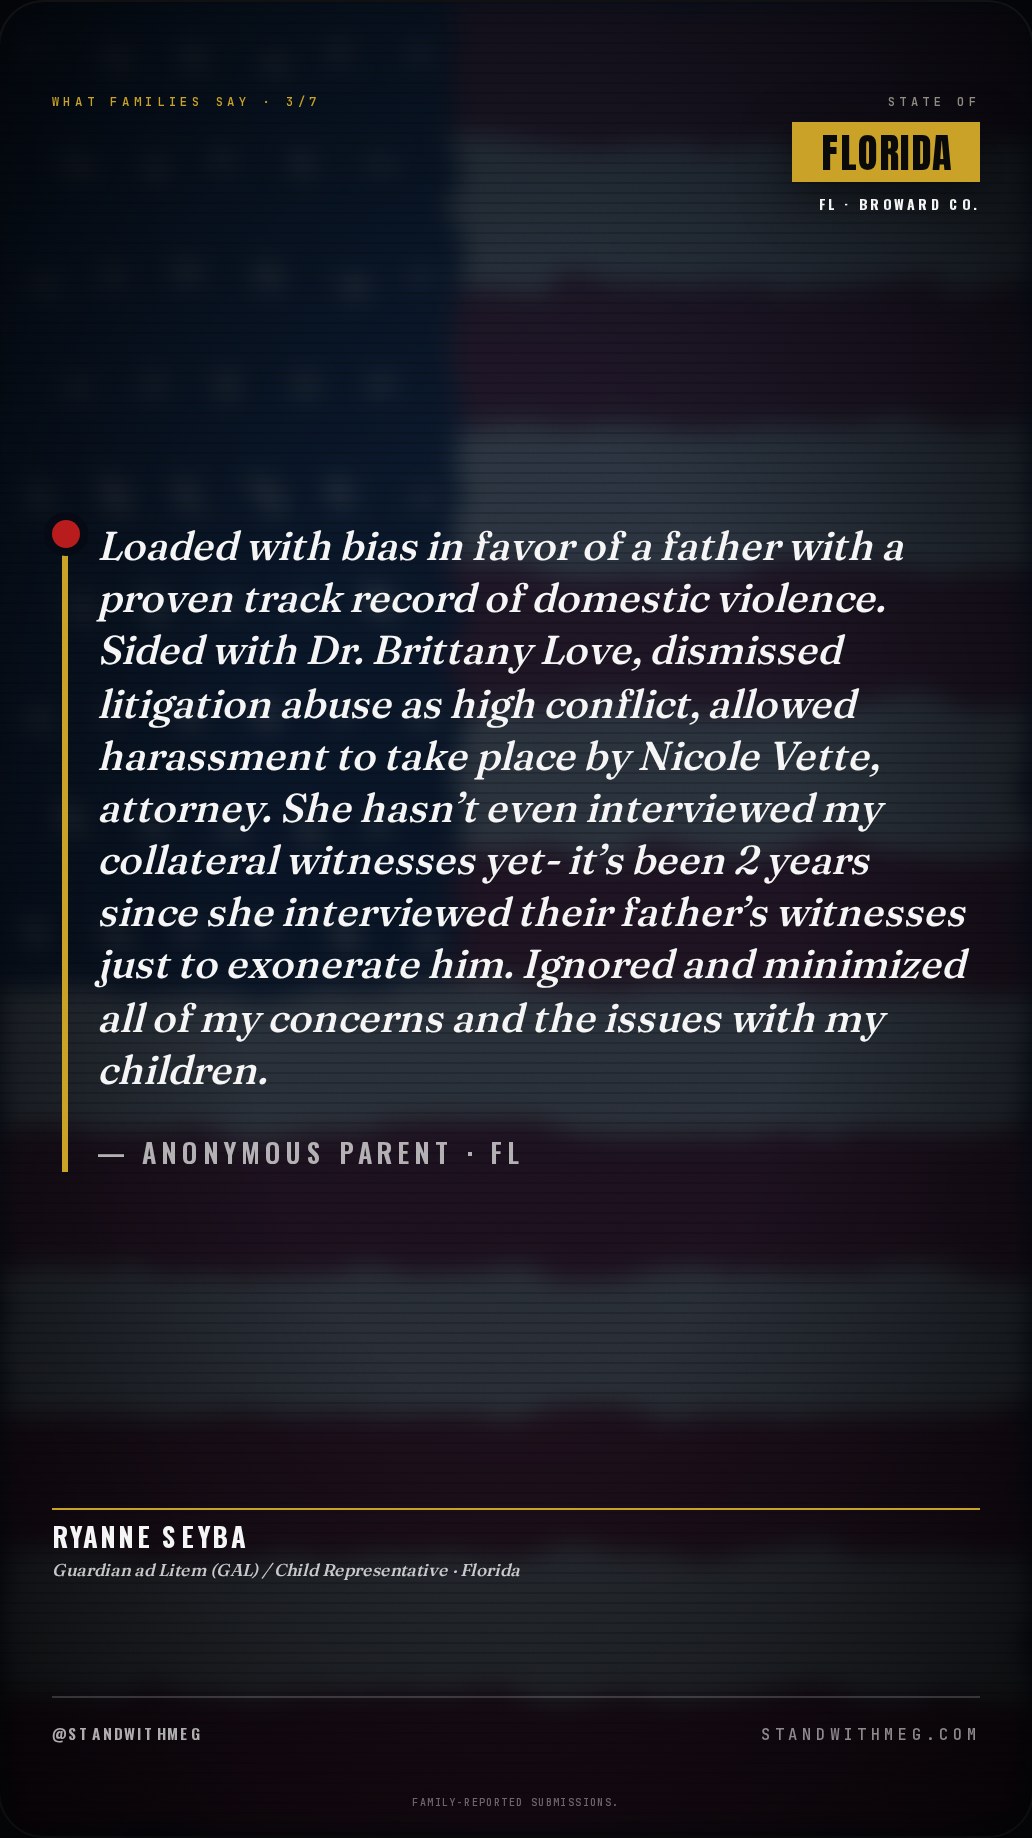 WHAT FAMILIES SAY · 3/7
STATE OF
FLORIDA
FL · BROWARD CO.
Loaded with bias in favor of a father with a
proven track record of domestic violence.
Sided with Dr. Brittany Love, dismissed
litigation abuse as high conflict, allowed
harassment to take place by Nicole Vette,
attorney. She hasn’t even interviewed my
collateral witnesses yet- it’s been 2 years
since she interviewed their father’s witnesses
just to exonerate him. Ignored and minimized
all of my concerns and the issues with my
children.
— ANONYMOUS PARENT · FL
RYANNE SEYBA
Guardian ad Litem (GAL) / Child Representative · Florida
@STANDWITHMEG
STANDWITHMEG.COM
FAMILY-REPORTED SUBMISSIONS.